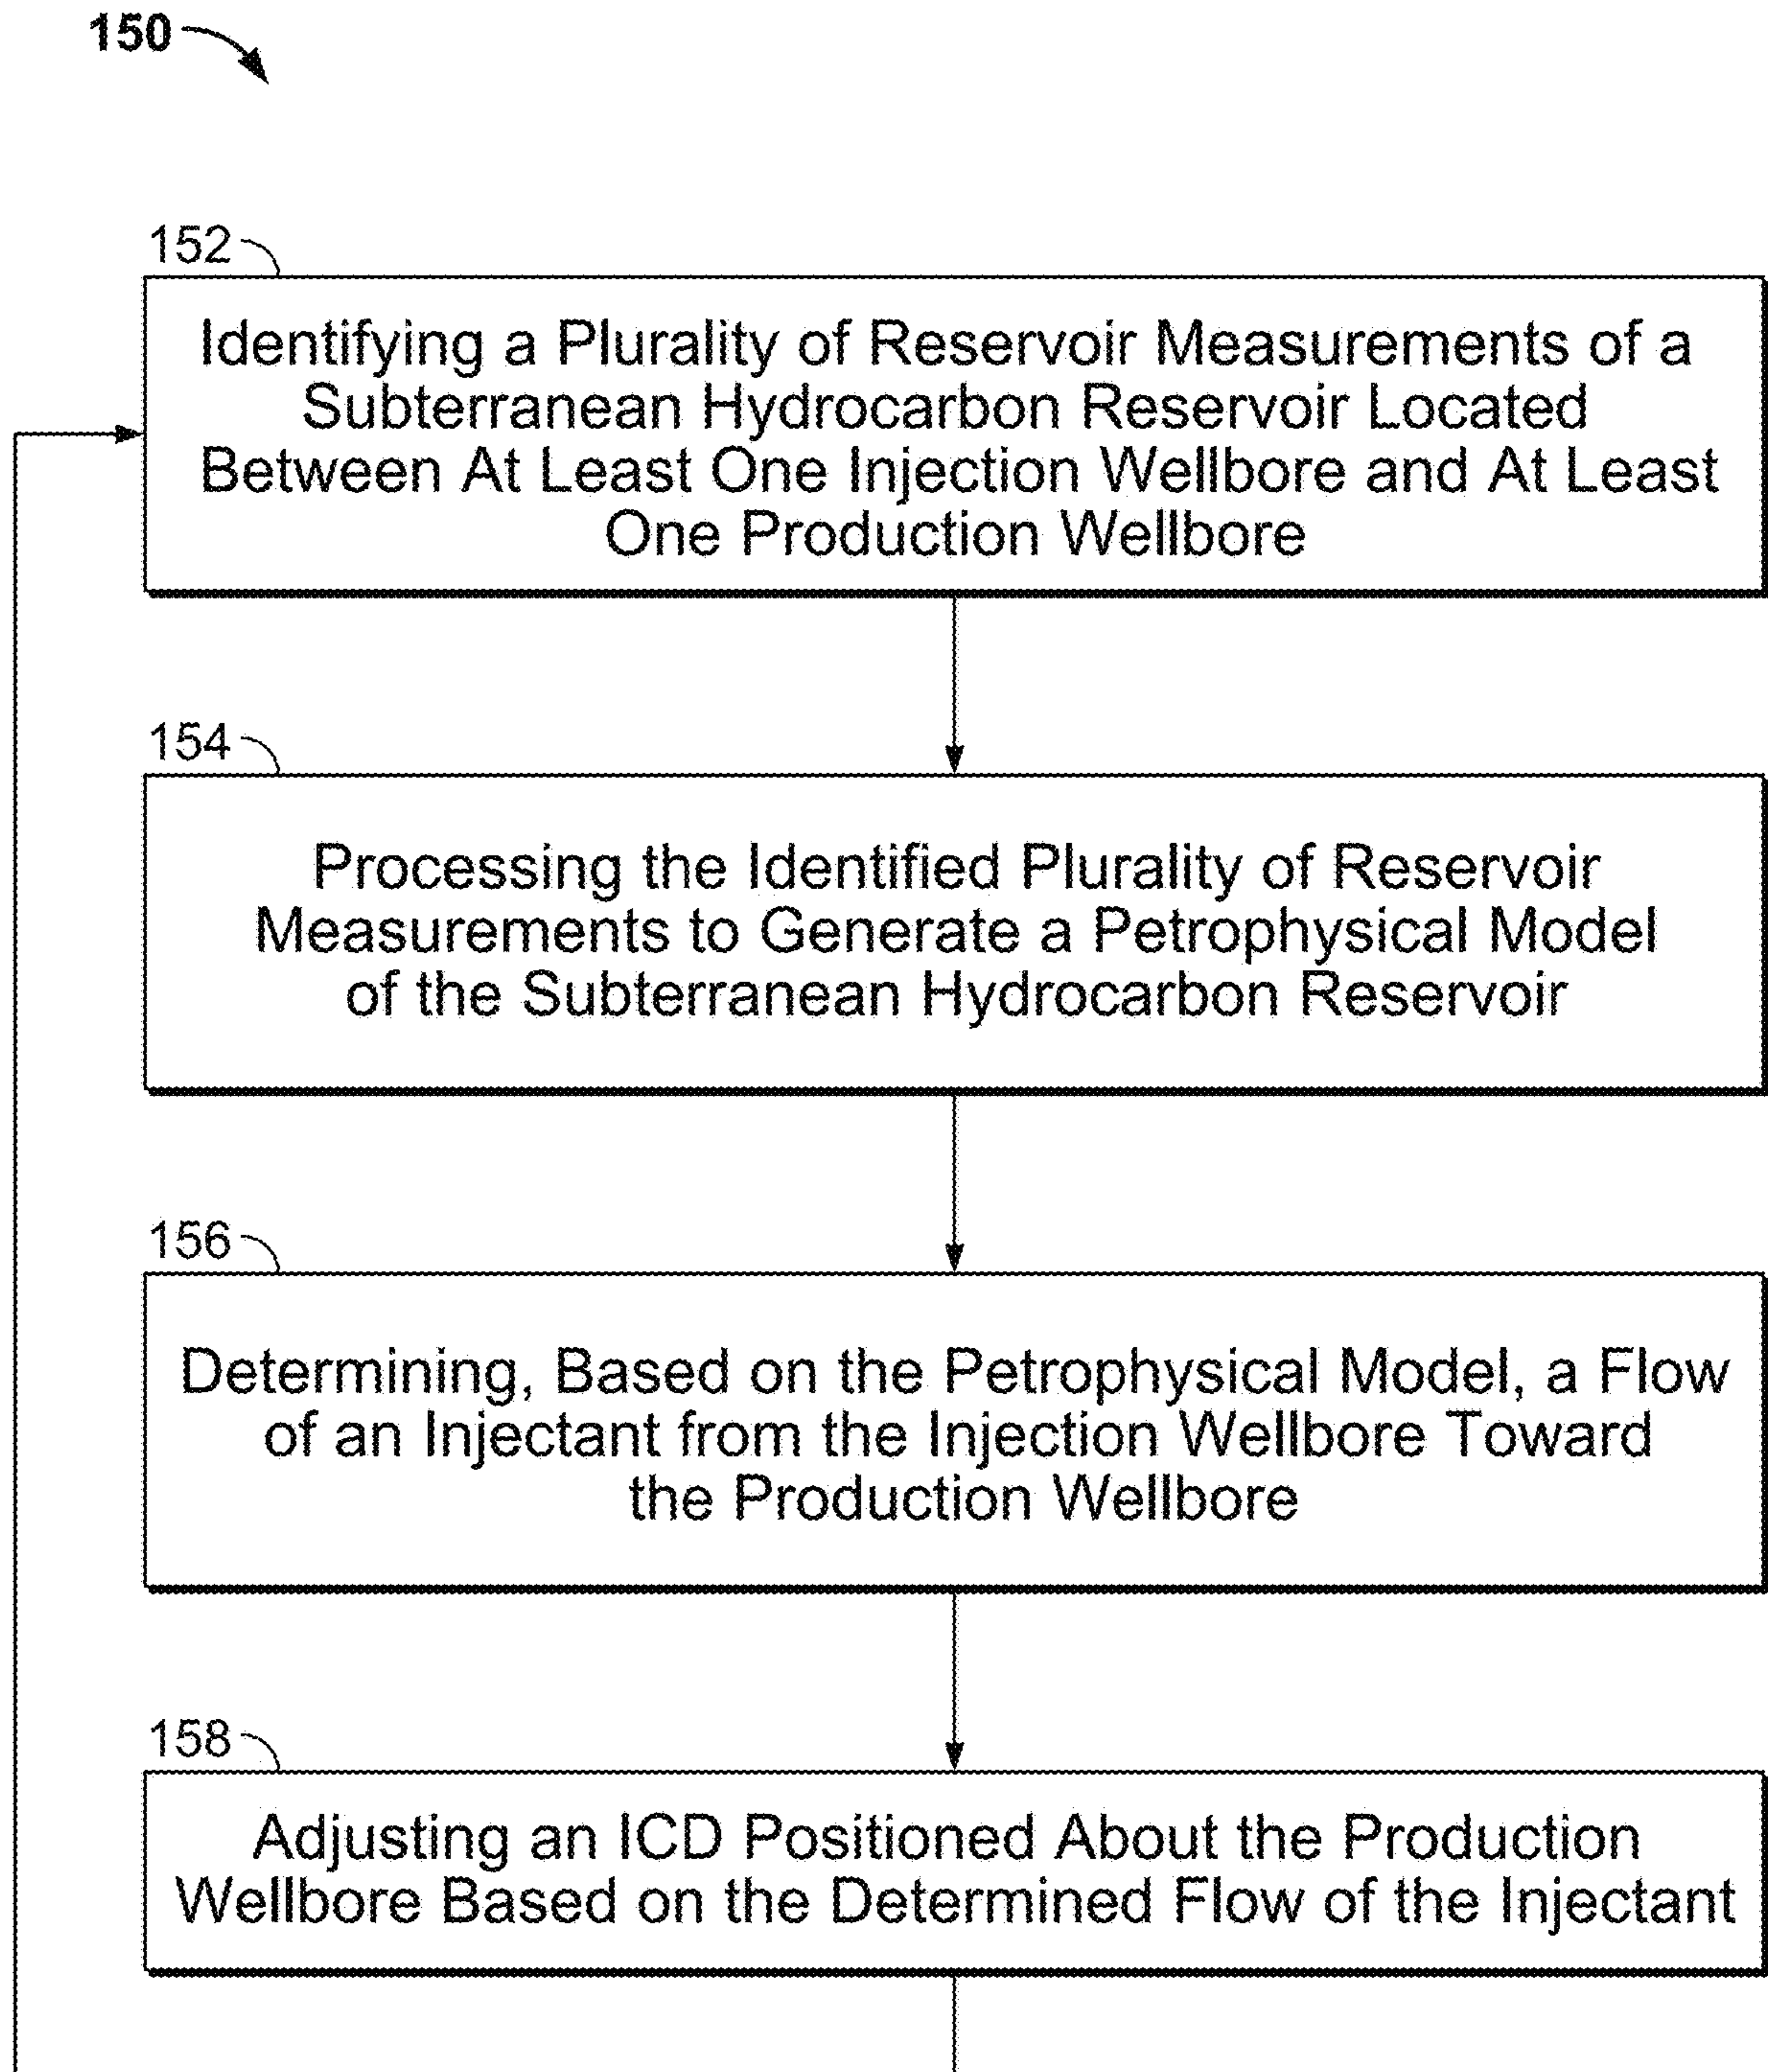 150
152
Identifying a Plurality of Reservoir Measurements of a
Subterranean Hydrocarbon Reservoir Located
Between At Least One Injection Wellbore and At Least
One Production Wellbore
154
Processing the Identified Plurality of Reservoir
Measurements to Generate a Petrophysical Model
of the Subterranean Hydrocarbon Reservoir
156
Determining, Based on the Petrophysical Model, a Flow
of an Injectant from the Injection Wellbore Toward
the Production Wellbore
158
Adjusting an ICD Positioned About the Production
Wellbore Based on the Determined Flow of the Injectant